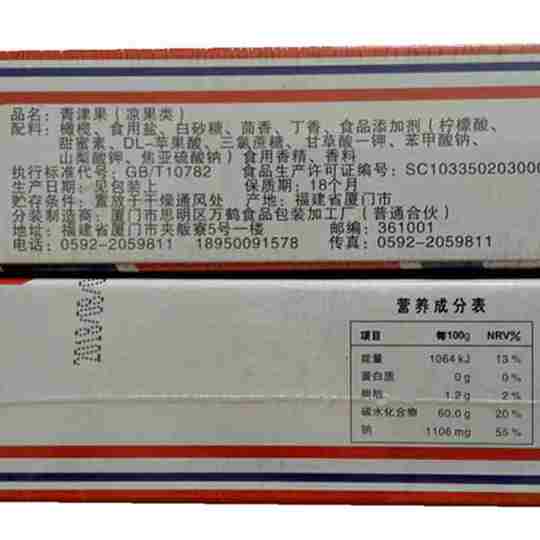 品名：青津果（凉果类）
配料：橄榄、食用盐、白砂糖、茴香、丁香、食品添加剂（柠檬酸、
甜蜜素、DL-苹果酸、三氯蔗糖、甘草酸一钾、苯甲酸钠、
山梨酸钾、焦亚硫酸钠）食用香精、香料
执行标准代号：GB/T10782 食品生产许可证编号：SC103350203000
生产日期：见包装上 保质期：18个月
贮存条件：置放于干燥通风处 产地：福建省厦门市
分装制造商：厦门市思明区万鹤食品包装加工厂（普通合伙）
地址：福建省厦门市夹舨寮5号一楼 邮编：361001
电话：0592-2059811 18950091578 传真：0592-2059811
营养成分表
项目 每100g NRV%
能量 1064kJ 13%
蛋白质 0g 0%
脂肪 1.2g 2%
碳水化合物 60.0g 20%
钠 1106mg 55%